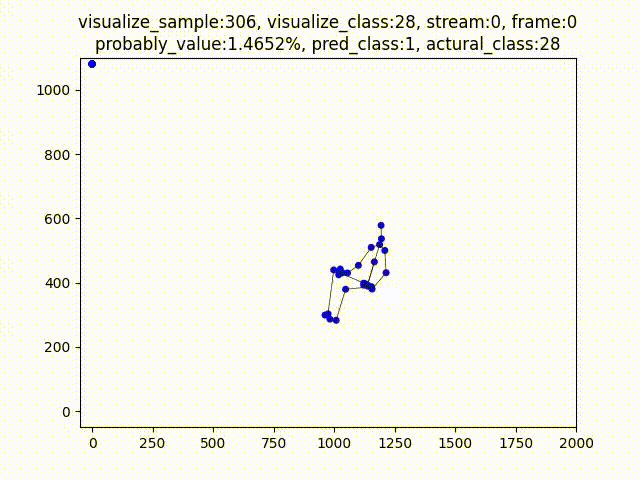 visualize_sample:306, visualize_class:28, stream:0, frame:0
probably_value:1.4652%, pred_class:1, actural_class:28
1000
800
600
400
200
0
0 250 500 750 1000 1250 1500 1750 2000